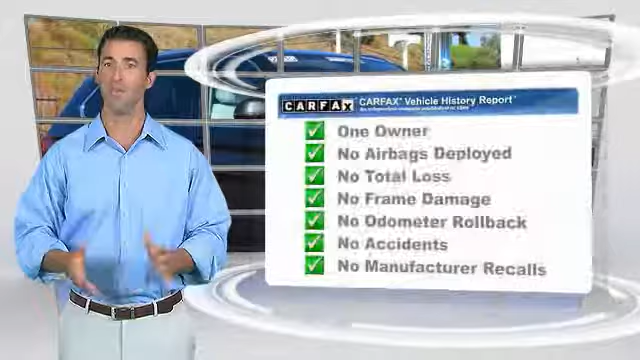 CARFAX CARFAX Vehicle History Report
One Owner
No Airbags Deployed
No Total Loss
No Frame Damage
No Odometer Rollback
No Accidents
No Manufacturer Recalls